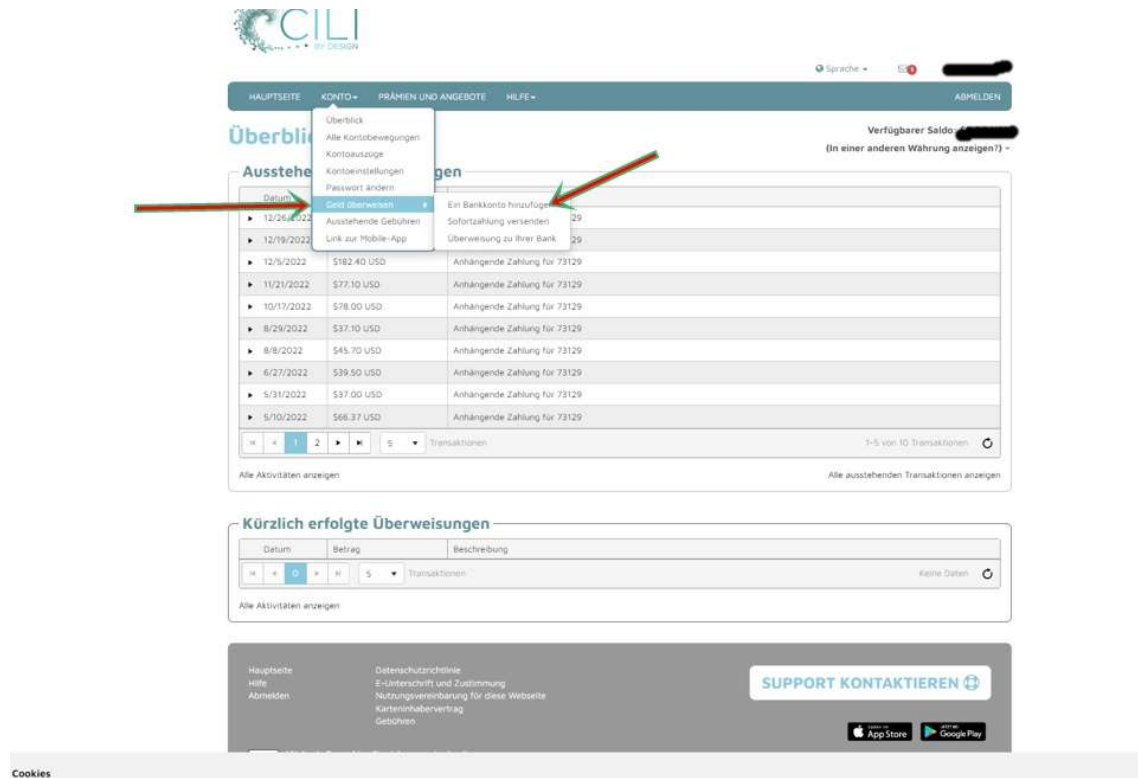 CILI
BY DESIGN
Sprache
HAUPTSEITE KONTO PRÄMIEN UND ANGEBOTE HILFE ABMELDEN
Überblic
Verfügbarer Saldo:
(In einer anderen Währung anzeigen?)
Überblick
Alle Kontobewegungen
Kontoauszüge
Kontoeinstellungen
Passwort ändern
Geld überweisen
Ausstehende Gebühren
Link zur Mobile-App
Ein Bankkonto hinzufügen
Sofortzahlung versenden
Überweisung zu Ihrer Bank
Ausstehe gen
Datum
12/26/2022 29
12/19/2022 29
12/5/2022 $182.40 USD Anhängende Zahlung für 73129
11/21/2022 $77.10 USD Anhängende Zahlung für 73129
10/17/2022 $78.00 USD Anhängende Zahlung für 73129
8/29/2022 $37.10 USD Anhängende Zahlung für 73129
8/8/2022 $45.70 USD Anhängende Zahlung für 73129
6/27/2022 $39.50 USD Anhängende Zahlung für 73129
5/31/2022 $37.00 USD Anhängende Zahlung für 73129
5/10/2022 $66.37 USD Anhängende Zahlung für 73129
1 2 5 Transaktionen 1-5 von 10 Transaktionen
Alle Aktivitäten anzeigen Alle ausstehenden Transaktionen anzeigen
Kürzlich erfolgte Überweisungen
Datum Betrag Beschreibung
0 5 Transaktionen Keine Daten
Alle Aktivitäten anzeigen
Hauptseite
Hilfe
Abmelden
Datenschutzrichtlinie
E-Unterschrift und Zustimmung
Nutzungsvereinbarung für diese Webseite
Karteninhabervertrag
Gebühren
SUPPORT KONTAKTIEREN
App Store
Google Play
Cookies